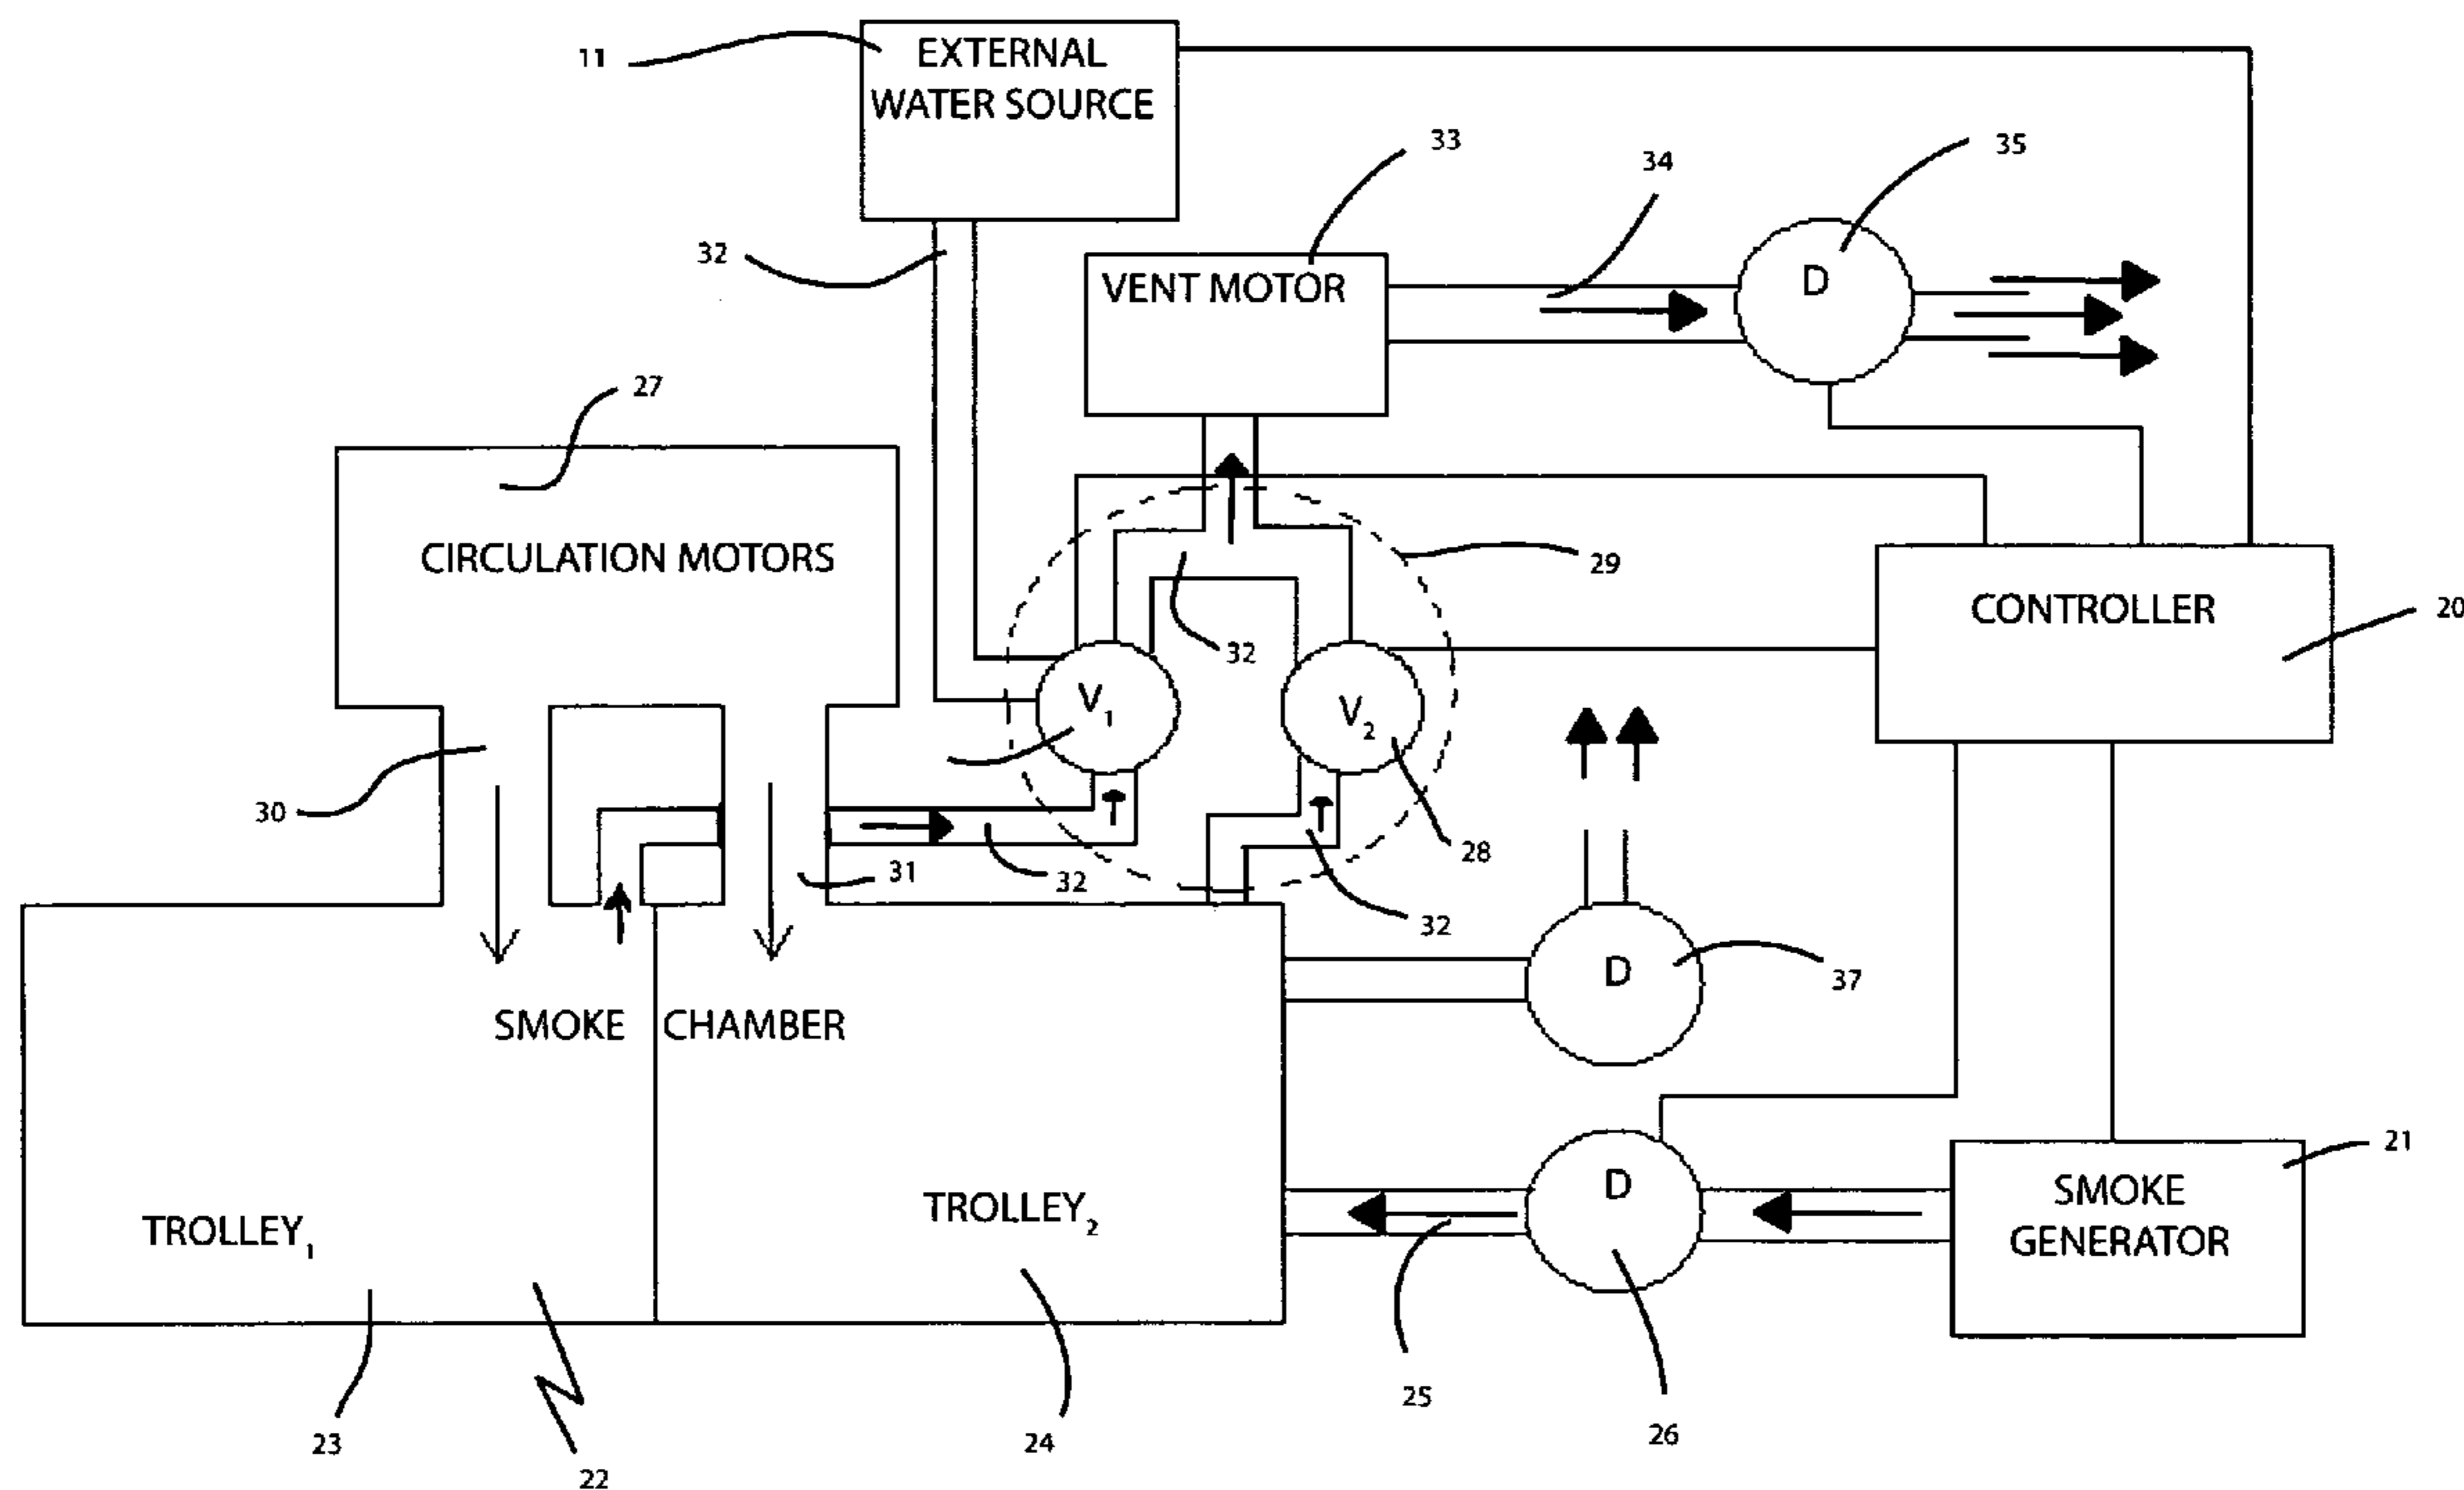 11
EXTERNAL
WATER SOURCE
33
34
35
32
VENT MOTOR
D
27
CIRCULATION MOTORS
29
CONTROLLER
20
32
V1
V2
30
31
32
28
32
D
37
SMOKE CHAMBER
D
21
SMOKE
GENERATOR
TROLLEY1
TROLLEY2
25
26
23
24
22